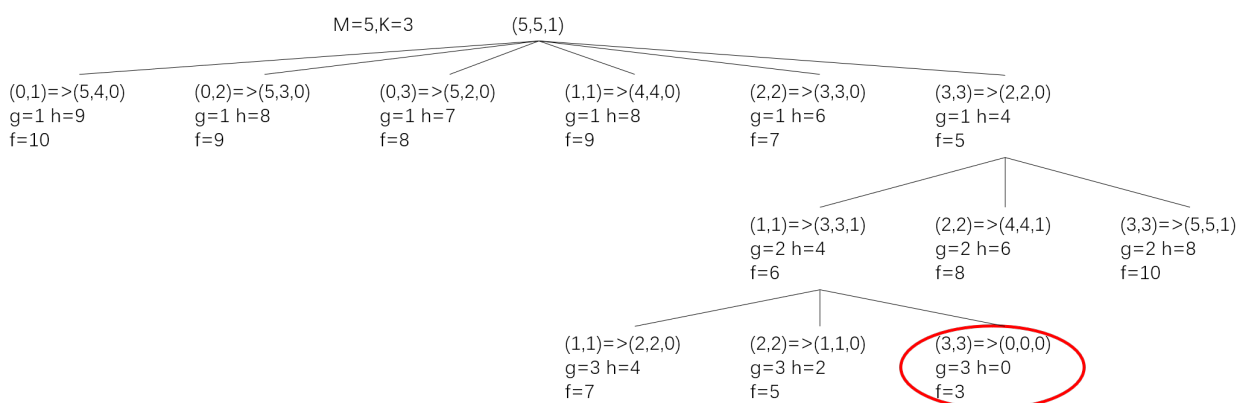 M=5,K=3 (5,5,1)
(0,1)=>(5,4,0) (0,2)=>(5,3,0) (0,3)=>(5,2,0) (1,1)=>(4,4,0) (2,2)=>(3,3,0) (3,3)=>(2,2,0)
g=1 h=9 g=1 h=8 g=1 h=7 g=1 h=8 g=1 h=6 g=1 h=4
f=10 f=9 f=8 f=9 f=7 f=5
(1,1)=>(3,3,1) (2,2)=>(4,4,1) (3,3)=>(5,5,1)
g=2 h=4 g=2 h=6 g=2 h=8
f=6 f=8 f=10
(1,1)=>(2,2,0) (2,2)=>(1,1,0) (3,3)=>(0,0,0)
g=3 h=4 g=3 h=2 g=3 h=0
f=7 f=5 f=3